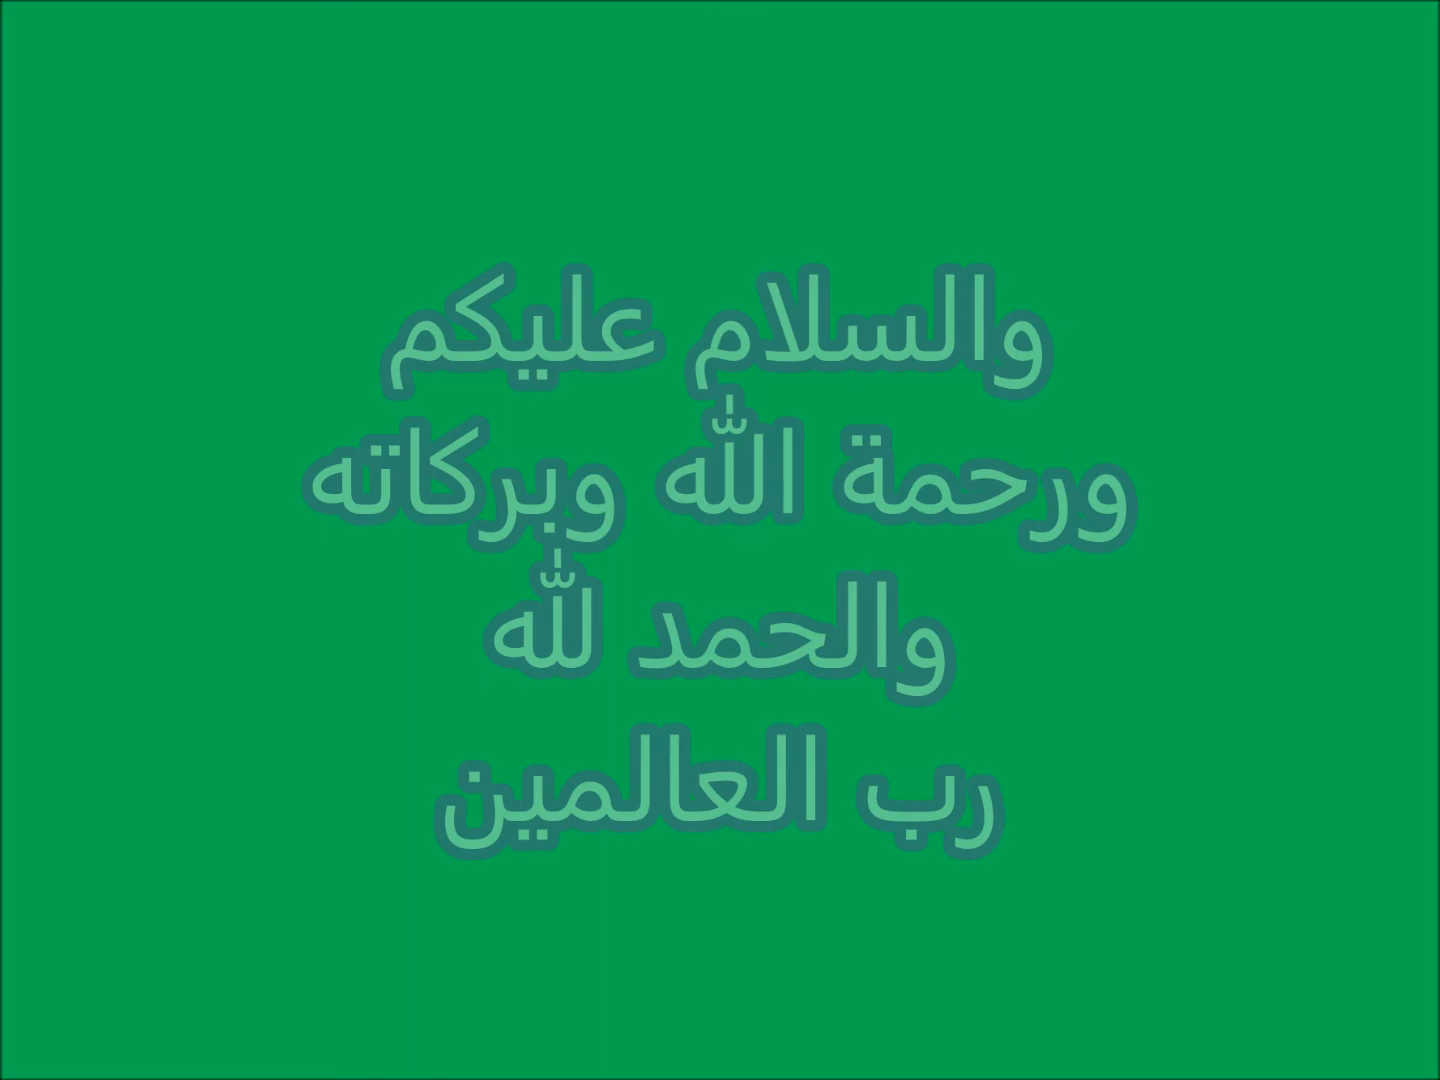 والسلام عليكم
ورحمة الله وبركاته
والحمد لله
رب العالمين